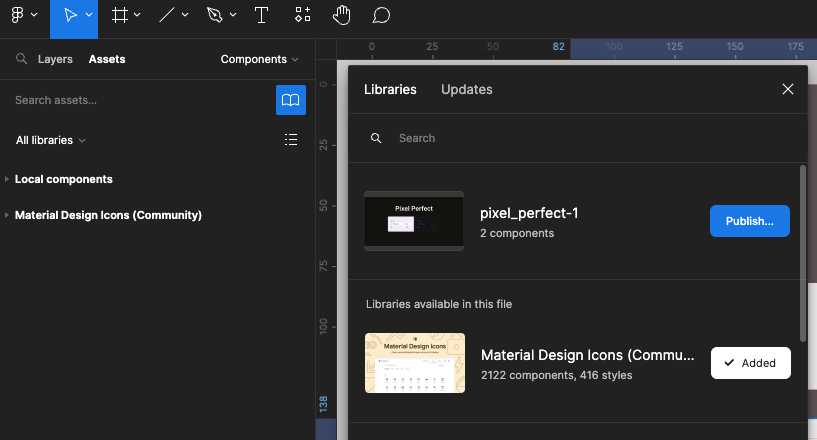 0
25
50
82
100
125
150
175
Layers
Assets
Components
Search assets...
All libraries
Local components
Material Design Icons (Community)
0
25
50
75
100
138
Libraries
Updates
Search
Pixel Perfect
pixel_perfect-1
2 components
Publish...
Libraries available in this file
Material Design Icons
Material Design Icons (Commu...
2122 components, 416 styles
Added